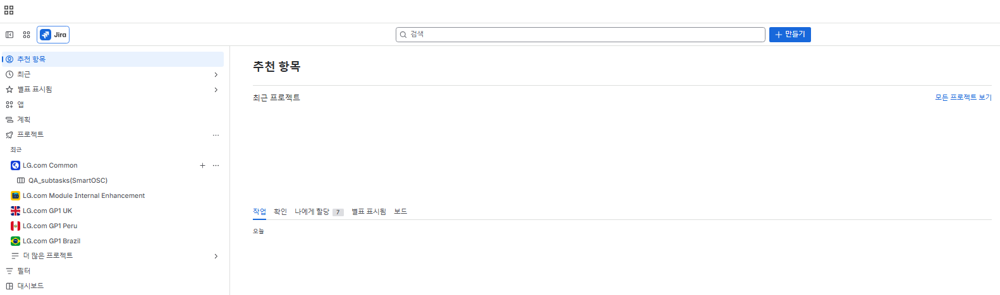 Jira
검색
만들기
추천 항목
최근
별표 표시됨
앱
계획
프로젝트
최근
LG.com Common
QA_subtasks(SmartOSC)
LG.com Module Internal Enhancement
LG.com GP1 UK
LG.com GP1 Peru
LG.com GP1 Brazil
더 많은 프로젝트
필터
대시보드
추천 항목
최근 프로젝트 모든 프로젝트 보기
작업 확인 나에게 할당 7 별표 표시됨 보드
오늘